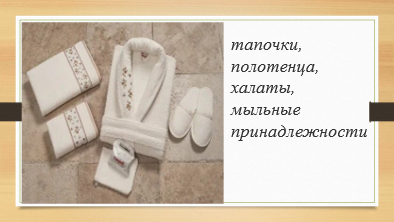 тапочки,
полотенца,
халаты,
мыльные
принадлежности